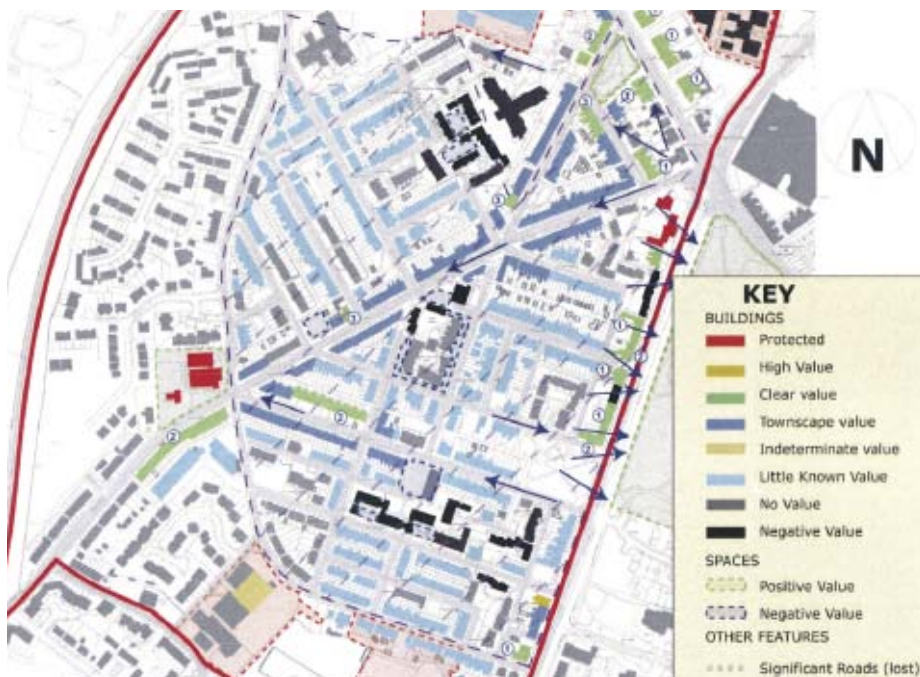 N
KEY
BUILDINGS
Protected
High Value
Clear value
Townscape value
Indeterminate value
Little Known Value
No Value
Negative Value
SPACES
Positive Value
Negative Value
OTHER FEATURES
Significant Roads (lost)